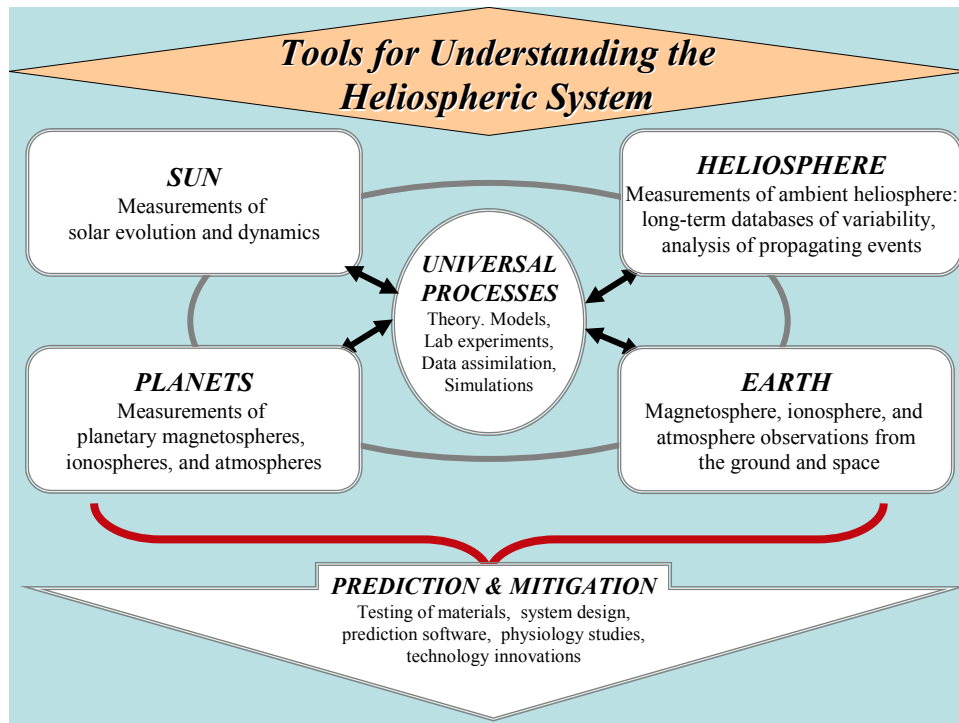 Tools for Understanding the
Heliospheric System
SUN
Measurements of
solar evolution and dynamics
HELIOSPHERE
Measurements of ambient heliosphere:
long-term databases of variability,
analysis of propagating events
UNIVERSAL
PROCESSES
Theory. Models,
Lab experiments,
Data assimilation,
Simulations
PLANETS
Measurements of
planetary magnetospheres,
ionospheres, and atmospheres
EARTH
Magnetosphere, ionosphere, and
atmosphere observations from
the ground and space
PREDICTION & MITIGATION
Testing of materials, system design,
prediction software, physiology studies,
technology innovations